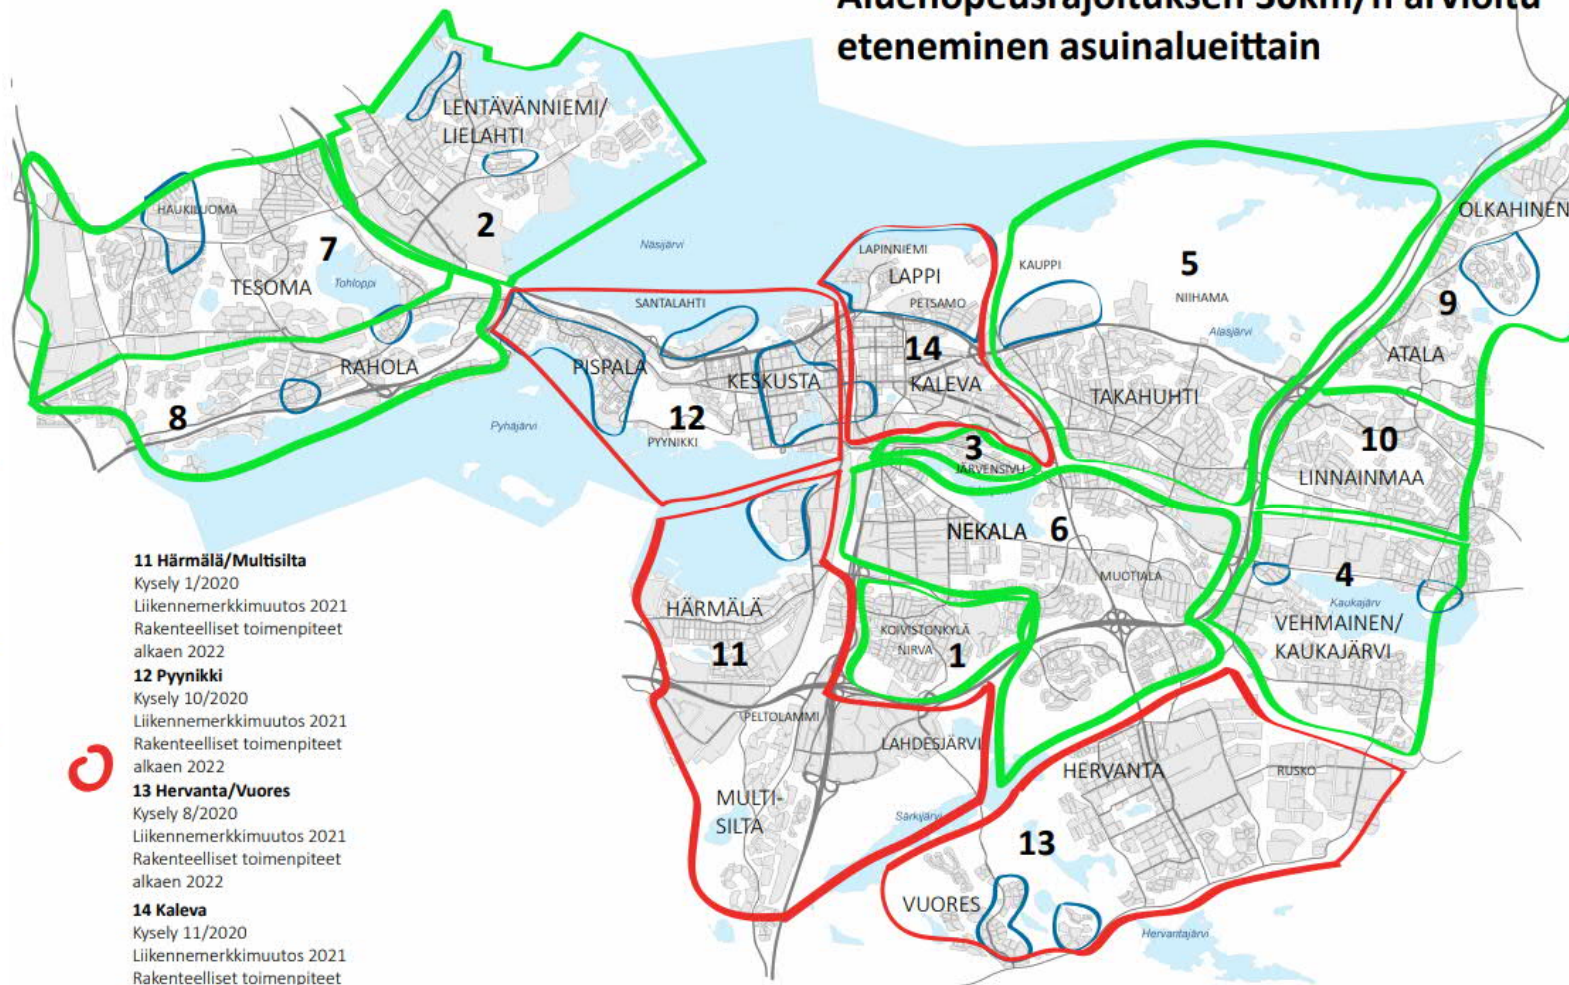 eteneminen asuinalueittain
LENTÄVÄNNIEMI/
LIELAHTI
2
HAUKILUOMA
7
TESOMA
Tohloppi
Näsijärvi
RAHOLA
8
Pyhäjärvi
SANTALAHTI
PISPALA
KESKUSTA
12
PYYNIKKI
LAPINNIEMI
LAPPI
PETSAMO
14
KALEVA
KAUPPI
5
NIIHAMA
Alasjärvi
TAKAHUHTI
OLKAHINEN
9
ATALA
10
LINNAINMAA
3
JÄRVENSIVU
NEKALA 6
MUOTIALA
4
Kaukajärv
VEHMAINEN/
KAUKAJÄRVI
HÄRMÄLÄ
11
KOIVISTONKYLÄ
NIRVA
1
PELTOLAMMI
LAHDESJÄRVI
MULTI-
SILTA
Särkijärvi
HERVANTA
RUSKO
13
VUORES
Hervantajärvi
11 Härmälä/Multisilta
Kysely 1/2020
Liikennemerkkimuutos 2021
Rakenteelliset toimenpiteet
alkaen 2022
12 Pyynikki
Kysely 10/2020
Liikennemerkkimuutos 2021
Rakenteelliset toimenpiteet
alkaen 2022
13 Hervanta/Vuores
Kysely 8/2020
Liikennemerkkimuutos 2021
Rakenteelliset toimenpiteet
alkaen 2022
14 Kaleva
Kysely 11/2020
Liikennemerkkimuutos 2021
Rakenteelliset toimenpiteet